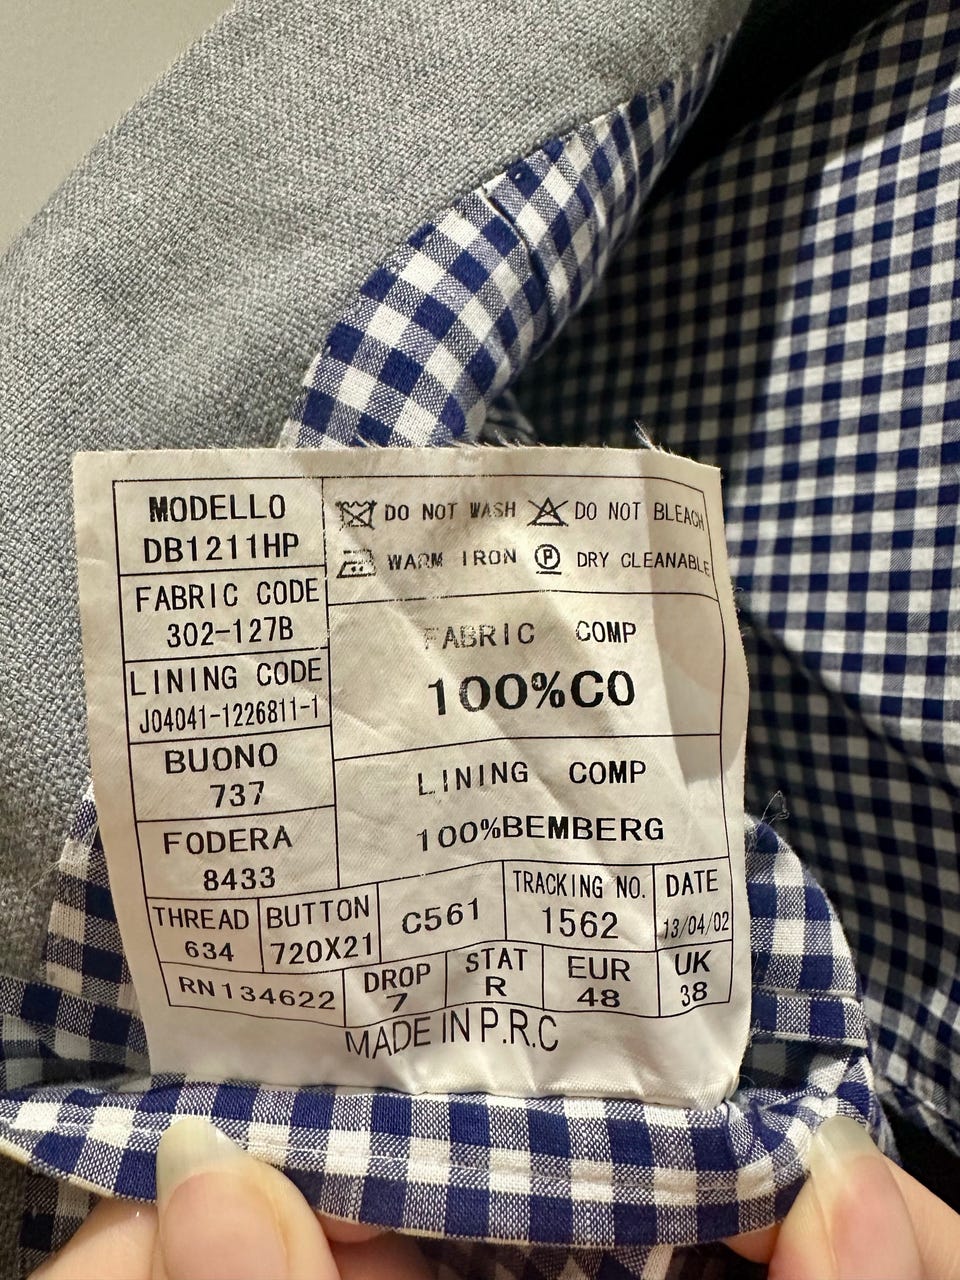 MODELLO
DB1211HP
FABRIC CODE
302-127B
LINING CODE
J04041-1226811-1
BUONO
737
FODERA
8433
DO NOT WASH DO NOT BLEACH
WARM IRON P DRY CLEANABLE
FABRIC COMP
100%CO
LINING COMP
100%BEMBERG
THREAD
634
BUTTON
720X21
C561
TRACKING NO.
1562
DATE
13/04/02
RN134622
DROP
7
STAT
R
EUR
48
UK
38
MADE IN P.R.C